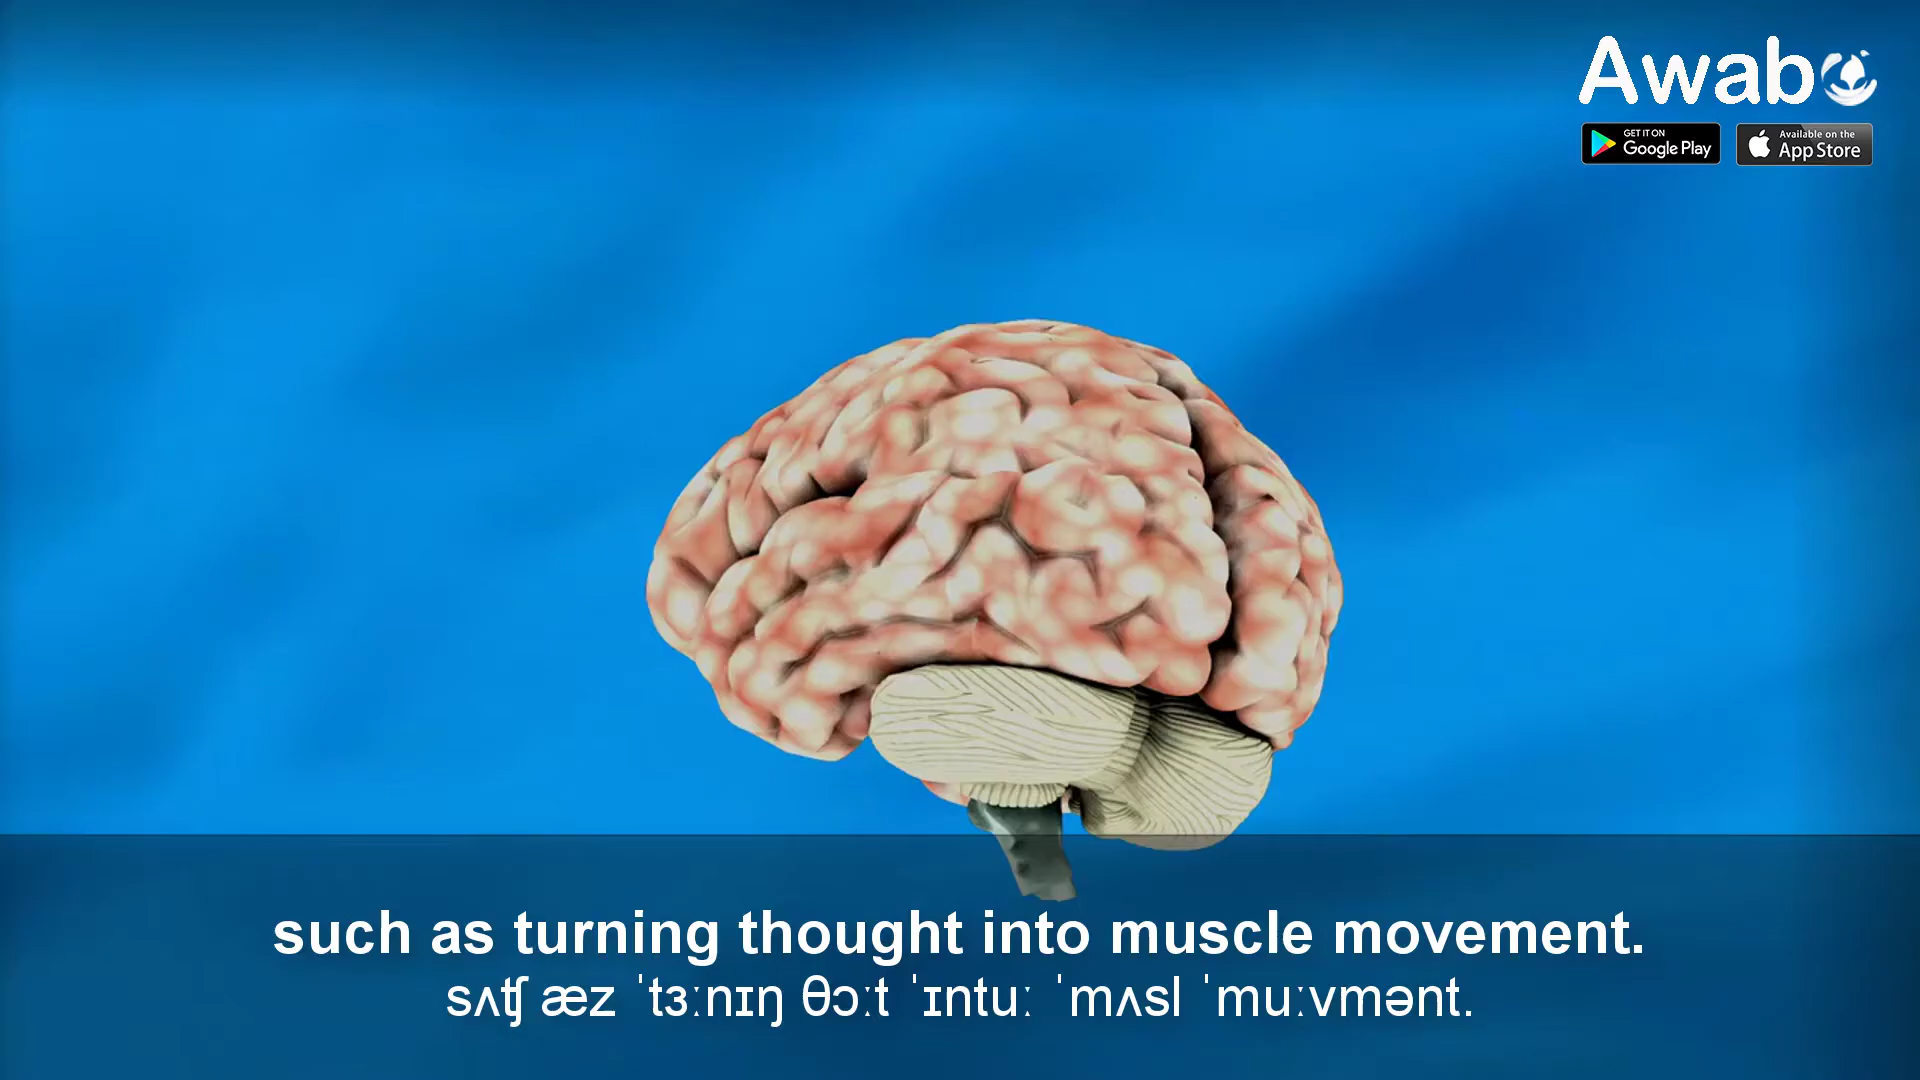 Awab
GET IT ON
Google Play
Available on the
App Store
such as turning thought into muscle movement.
sʌʧ æz ˈtɜːnɪŋ θɔːt ˈɪntuː ˈmʌsl ˈmuːvmənt.